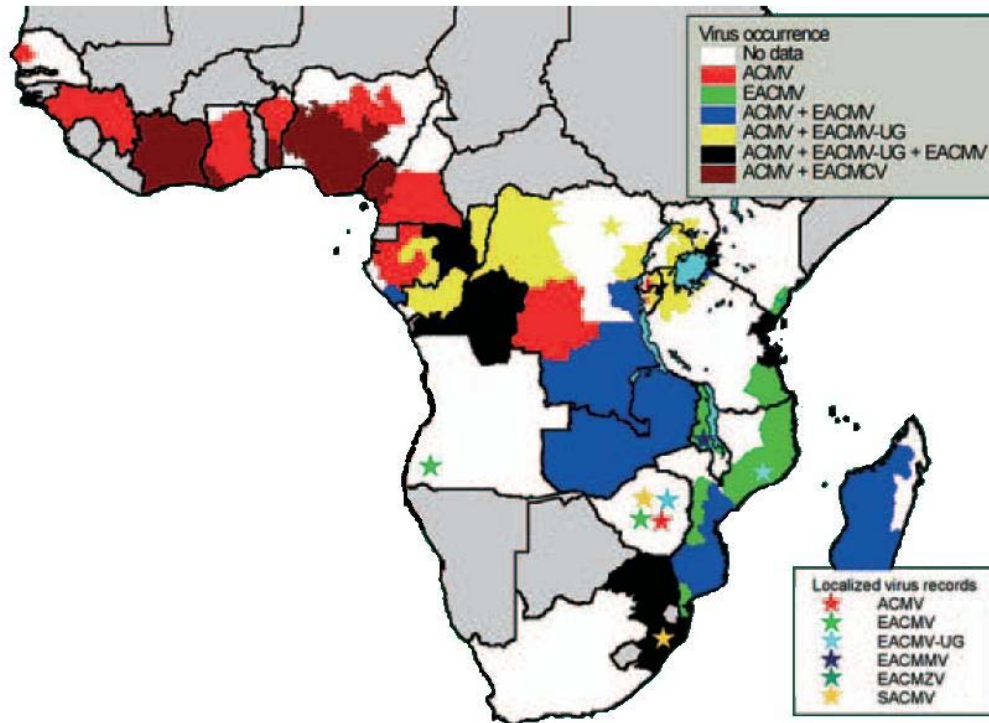 Virus occurrence
No data
ACMV
EACMV
ACMV + EACMV
ACMV + EACMV-UG
ACMV + EACMV-UG + EACMV
ACMV + EACMCV
Localized virus records
ACMV
EACMV
EACMV-UG
EACMMV
EACMZV
SACMV